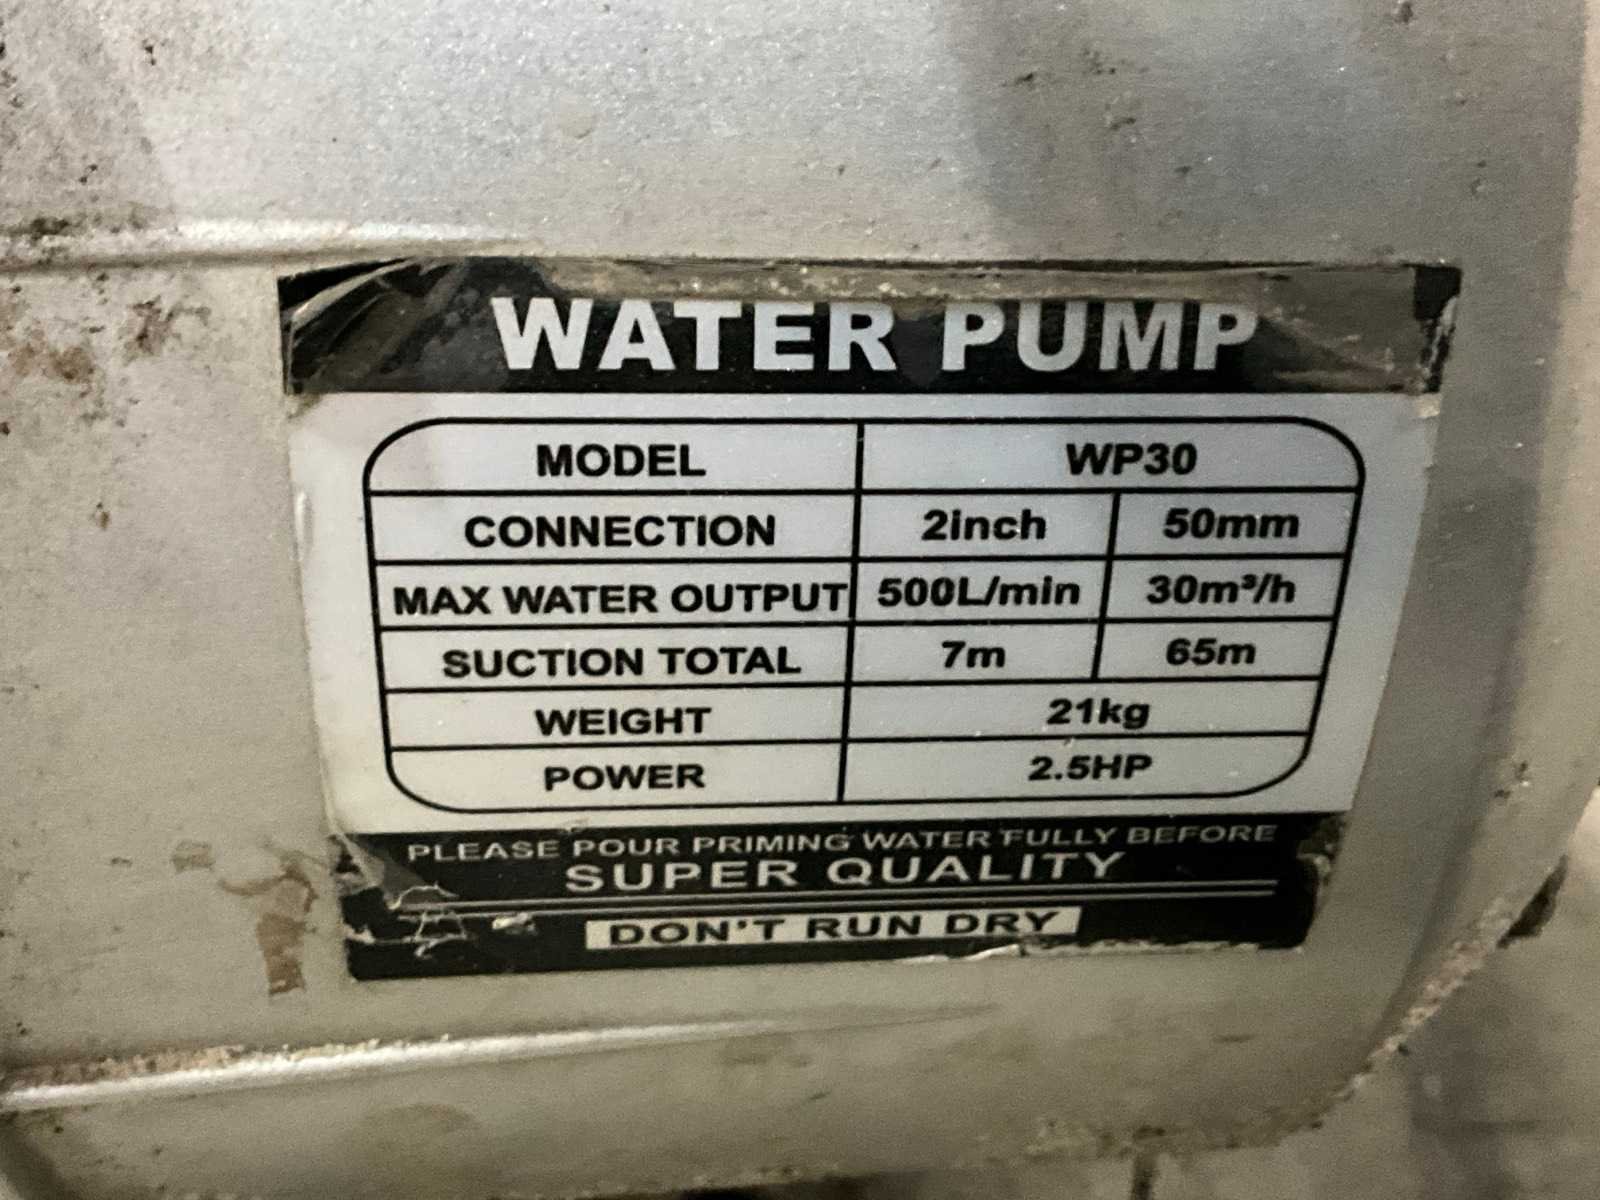 WATER PUMP
MODEL WP30
CONNECTION 2inch 50mm
MAX WATER OUTPUT 500L/min 30m³/h
SUCTION TOTAL 7m 65m
WEIGHT 21kg
POWER 2.5HP
PLEASE POUR PRIMING WATER FULLY BEFORE
SUPER QUALITY
DON'T RUN DRY